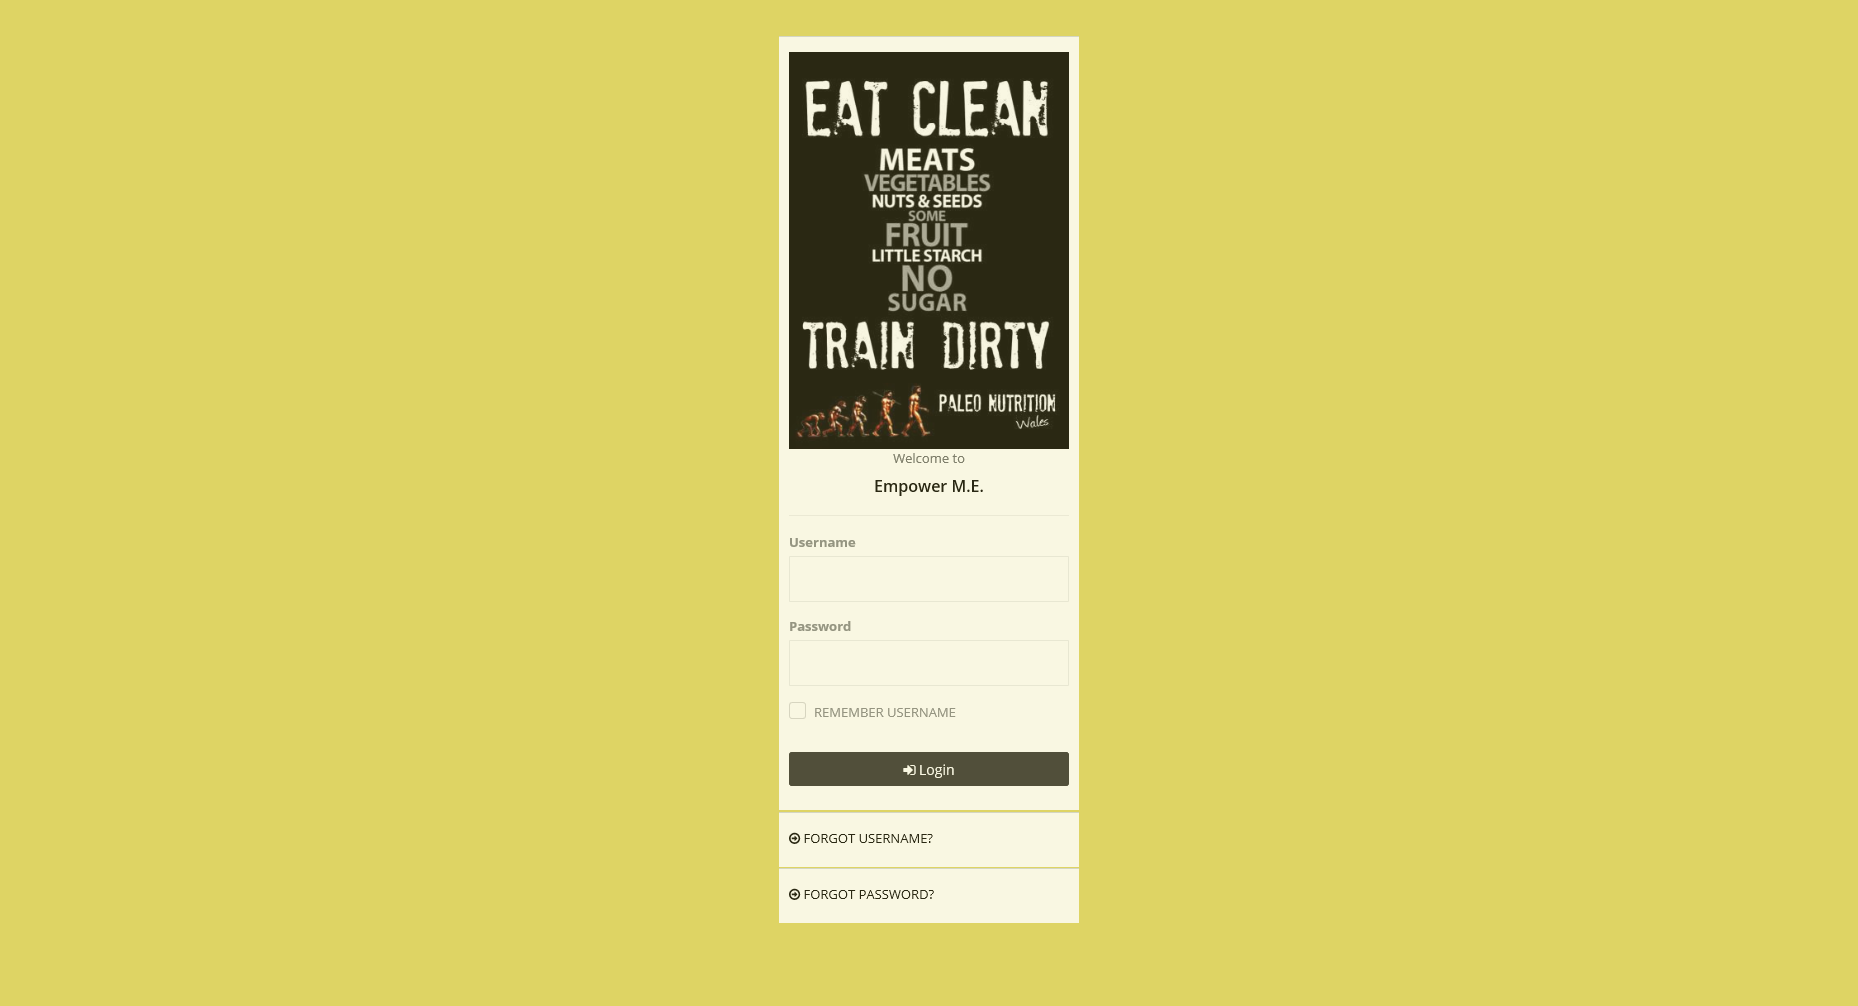 EAT CLEAN
MEATS
VEGETABLES
NUTS & SEEDS
SOME
FRUIT
LITTLE STARCH
NO
SUGAR
TRAIN DIRTY
PALEO NUTRITION
Wales
Welcome to
Empower M.E.
Username
Password
REMEMBER USERNAME
Login
FORGOT USERNAME?
FORGOT PASSWORD?